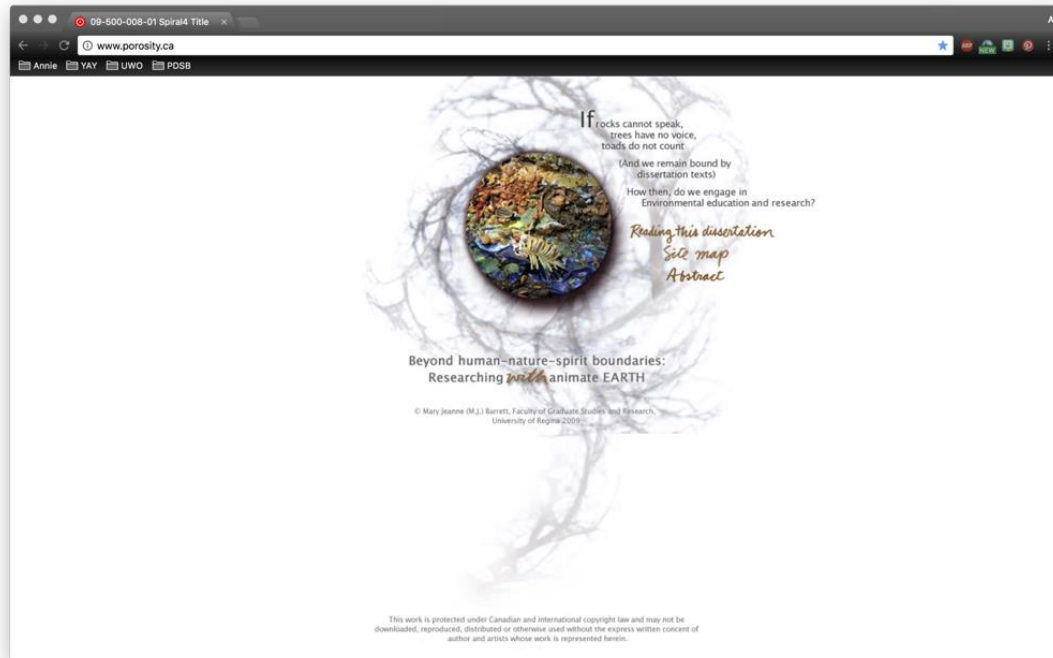 09-500-008-01 Spiral4 Title
www.porosity.ca
NEW
Annie YAY UWO PDSB
If rocks cannot speak,
trees have no voice,
toads do not count
(And we remain bound by
dissertation texts)
How then, do we engage in
Environmental education and research?
Reading this dissertation
Site map
Abstract
Beyond human-nature-spirit boundaries:
Researching with animate EARTH
© Mary Jeanne (M.J.) Barrett, Faculty of Graduate Studies and Research,
University of Regina 2009
This work is protected under Canadian and international copyright law and may not be
downloaded, reproduced, distributed or otherwise used without the express written concent of
author and artists whose work is represented herein.